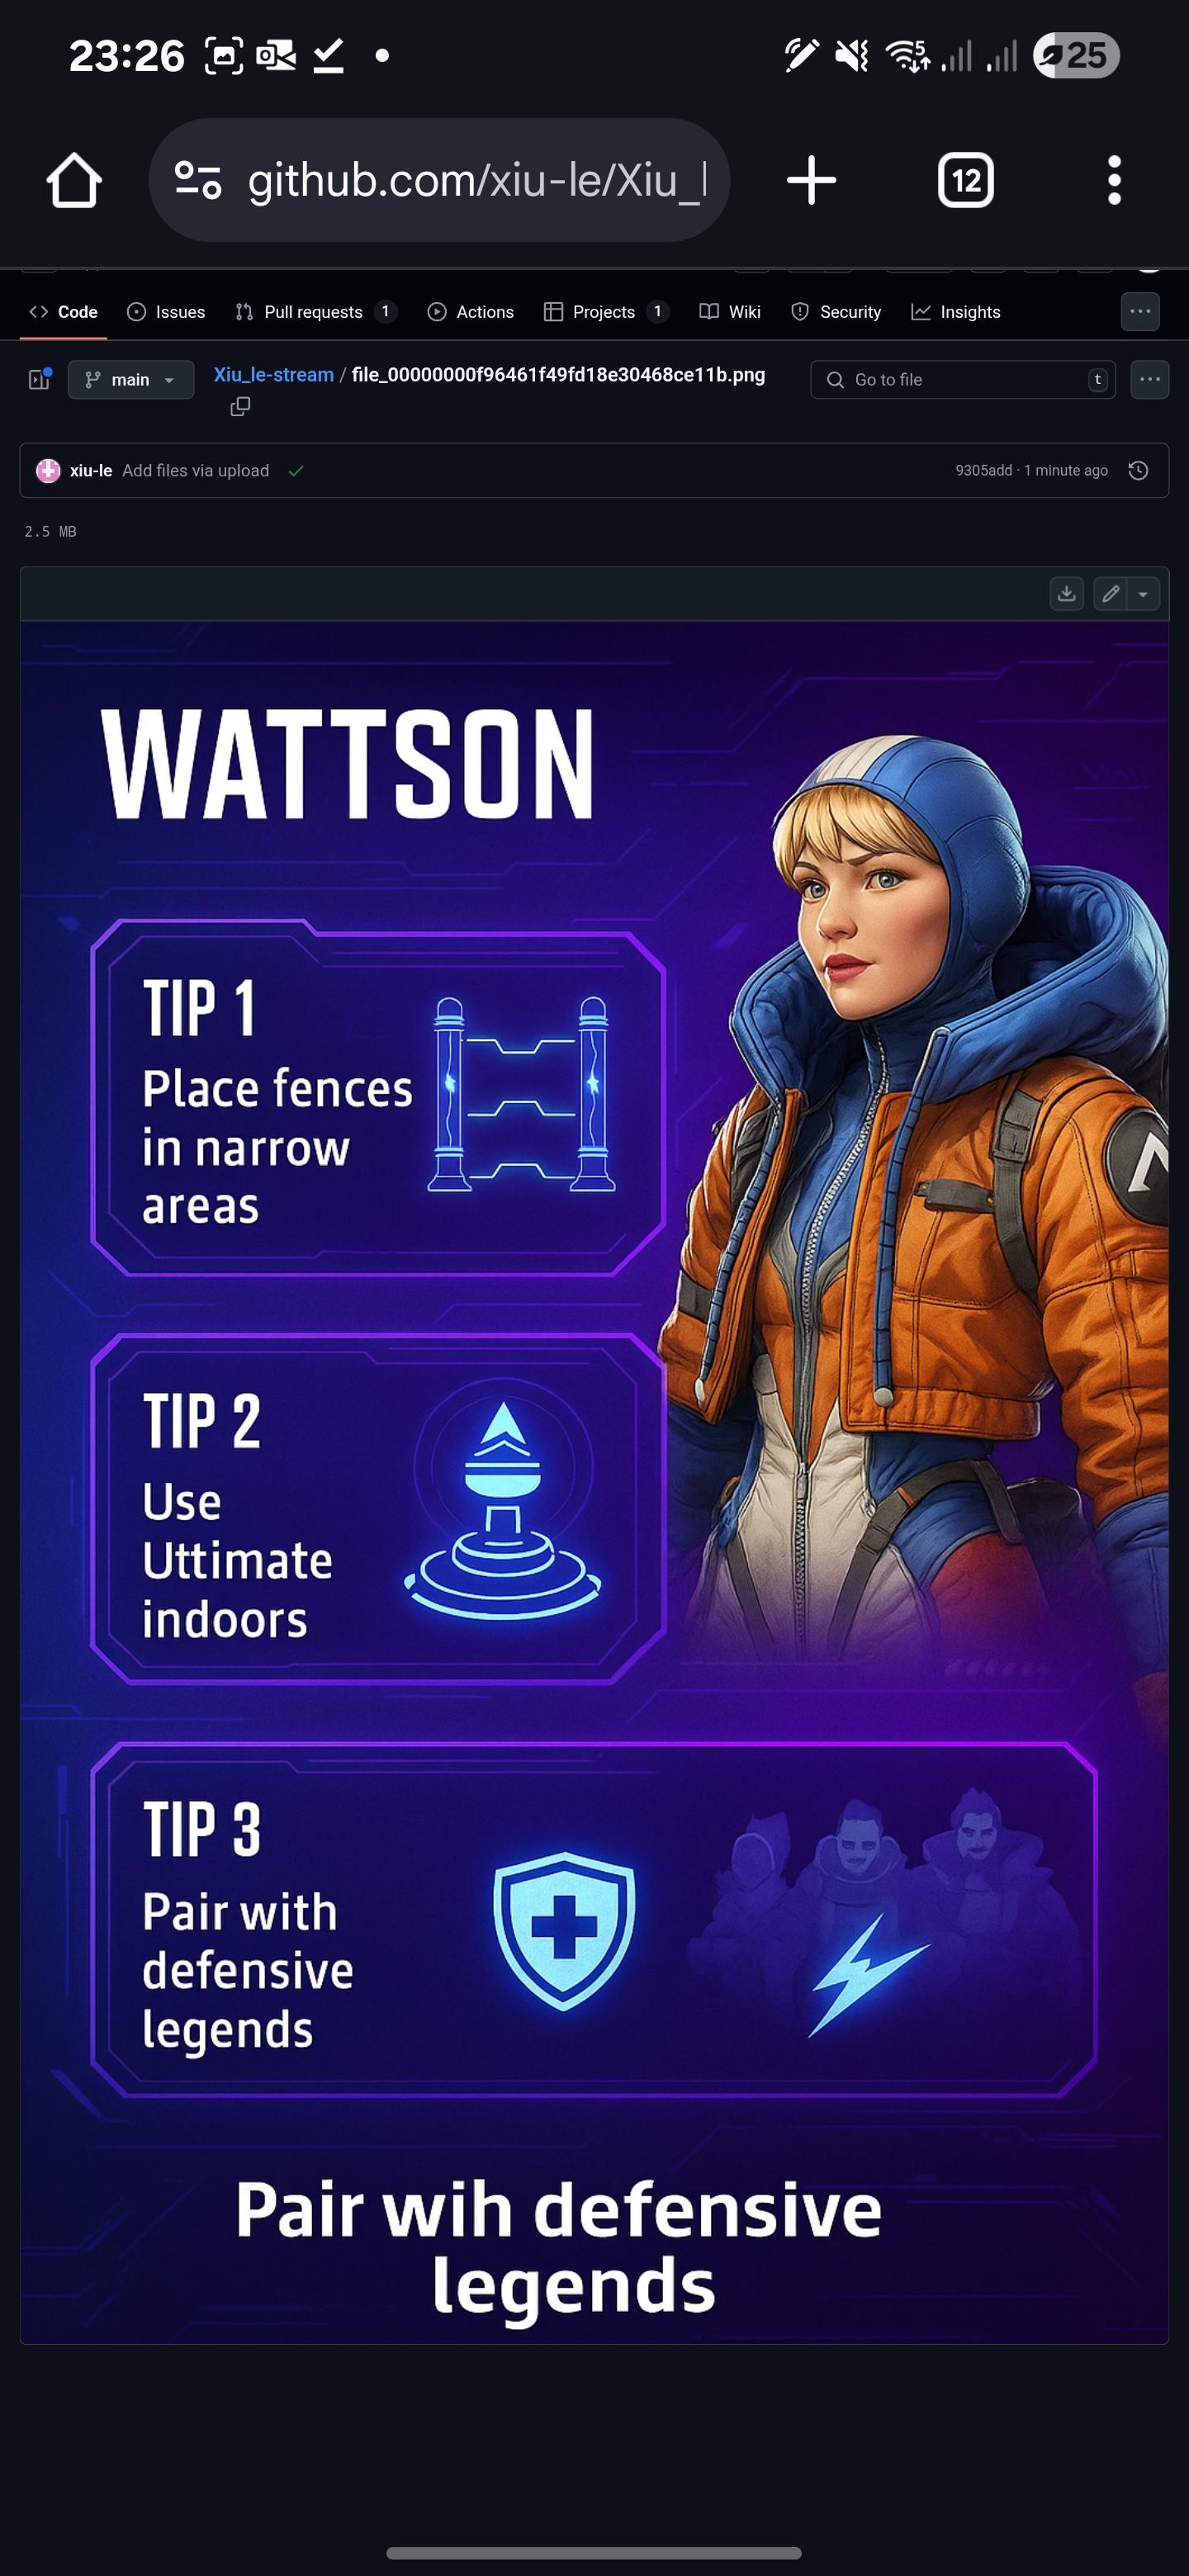 23:26
25
github.com/xiu-le/Xiu_
12
Code
Issues
Pull requests 1
Actions
Projects 1
Wiki
Security
Insights
main
Xiu_le-stream / file_00000000f96461f49fd18e30468ce11b.png
Go to file
t
xiu-le Add files via upload
9305add · 1 minute ago
2.5 MB
WATTSON
TIP 1
Place fences
in narrow
areas
TIP 2
Use
Uttimate
indoors
TIP 3
Pair with
defensive
legends
Pair wih defensive
legends